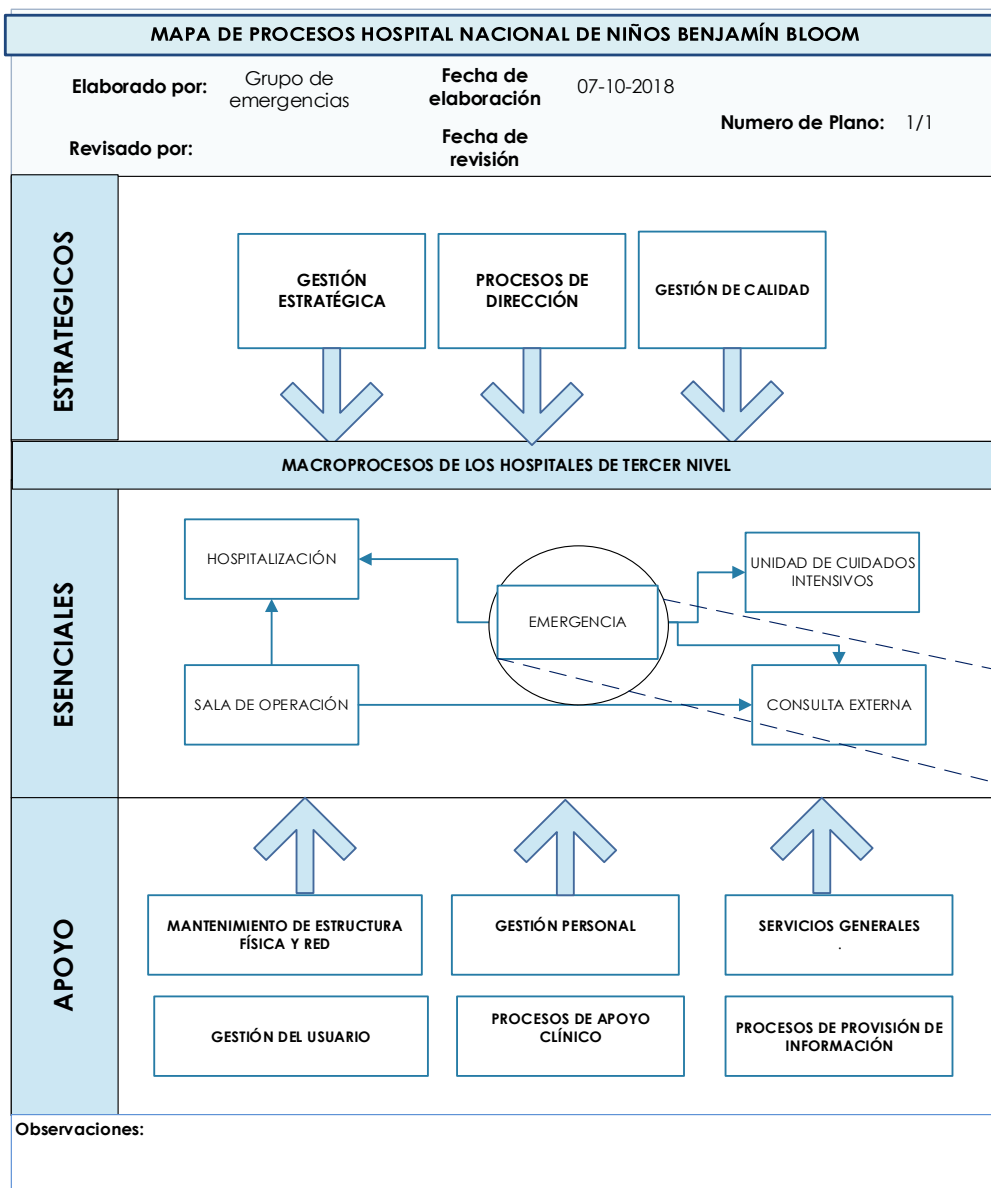 MAPA DE PROCESOS HOSPITAL NACIONAL DE NIÑOS BENJAMÍN BLOOM
Elaborado por:
Grupo de
emergencias
Fecha de
elaboración
07-10-2018
Numero de Plano: 1/1
Revisado por:
Fecha de
revisión
ESTRATEGICOS
GESTIÓN
ESTRATÉGICA
PROCESOS DE
DIRECCIÓN
GESTIÓN DE CALIDAD
MACROPROCESOS DE LOS HOSPITALES DE TERCER NIVEL
ESENCIALES
HOSPITALIZACIÓN
EMERGENCIA
UNIDAD DE CUIDADOS
INTENSIVOS
SALA DE OPERACIÓN
CONSULTA EXTERNA
APOYO
MANTENIMIENTO DE ESTRUCTURA
FÍSICA Y RED
GESTIÓN PERSONAL
SERVICIOS GENERALES
.
GESTIÓN DEL USUARIO
PROCESOS DE APOYO
CLÍNICO
PROCESOS DE PROVISIÓN DE
INFORMACIÓN
Observaciones: